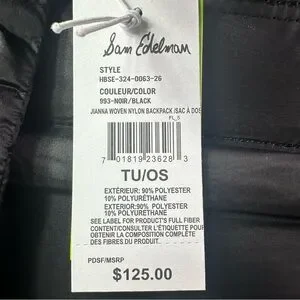 Sam Edelman
STYLE
HBSE-324-0063-26
COULEUR/COLOR
993-NOIR/BLACK
JIANNA WOVEN NYLON BACKPACK /SAC À DOS
FL_5
7 01819 23628 3
TU/OS
EXTÉRIEUR: 90% POLYESTER
10% POLYURÉTHANE
EXTERIOR: 90% POLYESTER
10% POLYURETHANE
SEE LABEL FOR PRODUCT'S FULL FIBER
CONTENT/CONSULTER L'ÉTIQUETTE POUR
OBTENIR LA COMPOSITION COMPLÈTE
DES FIBRES DU PRODUIT.
PDSF/MSRP
$125.00